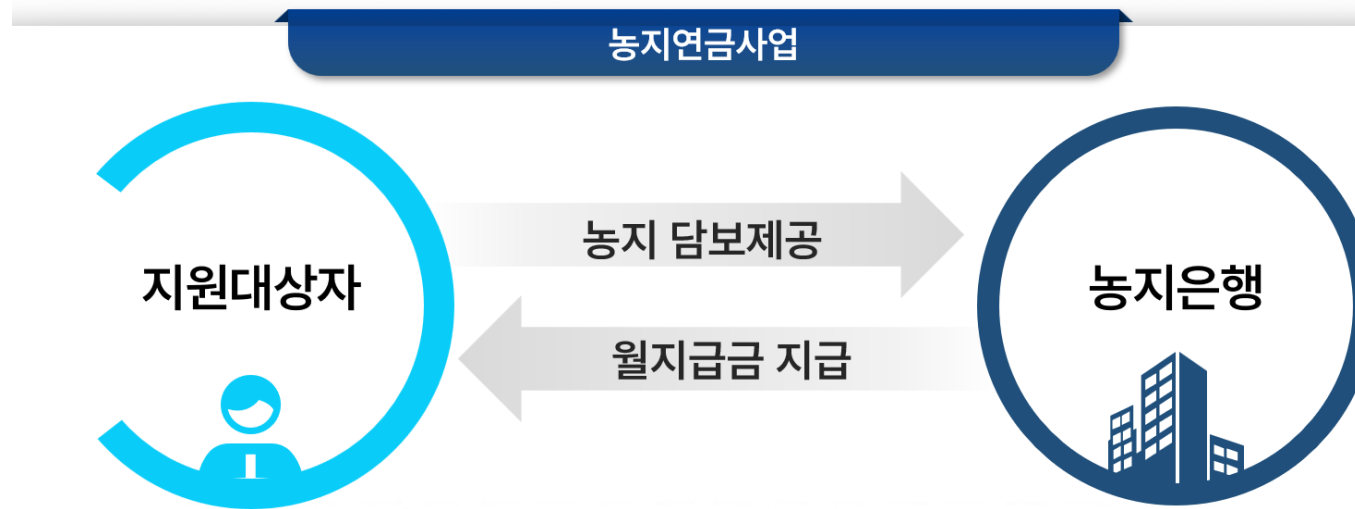 농지연금사업
농지 담보제공
지원대상자
농지은행
월지급금 지급